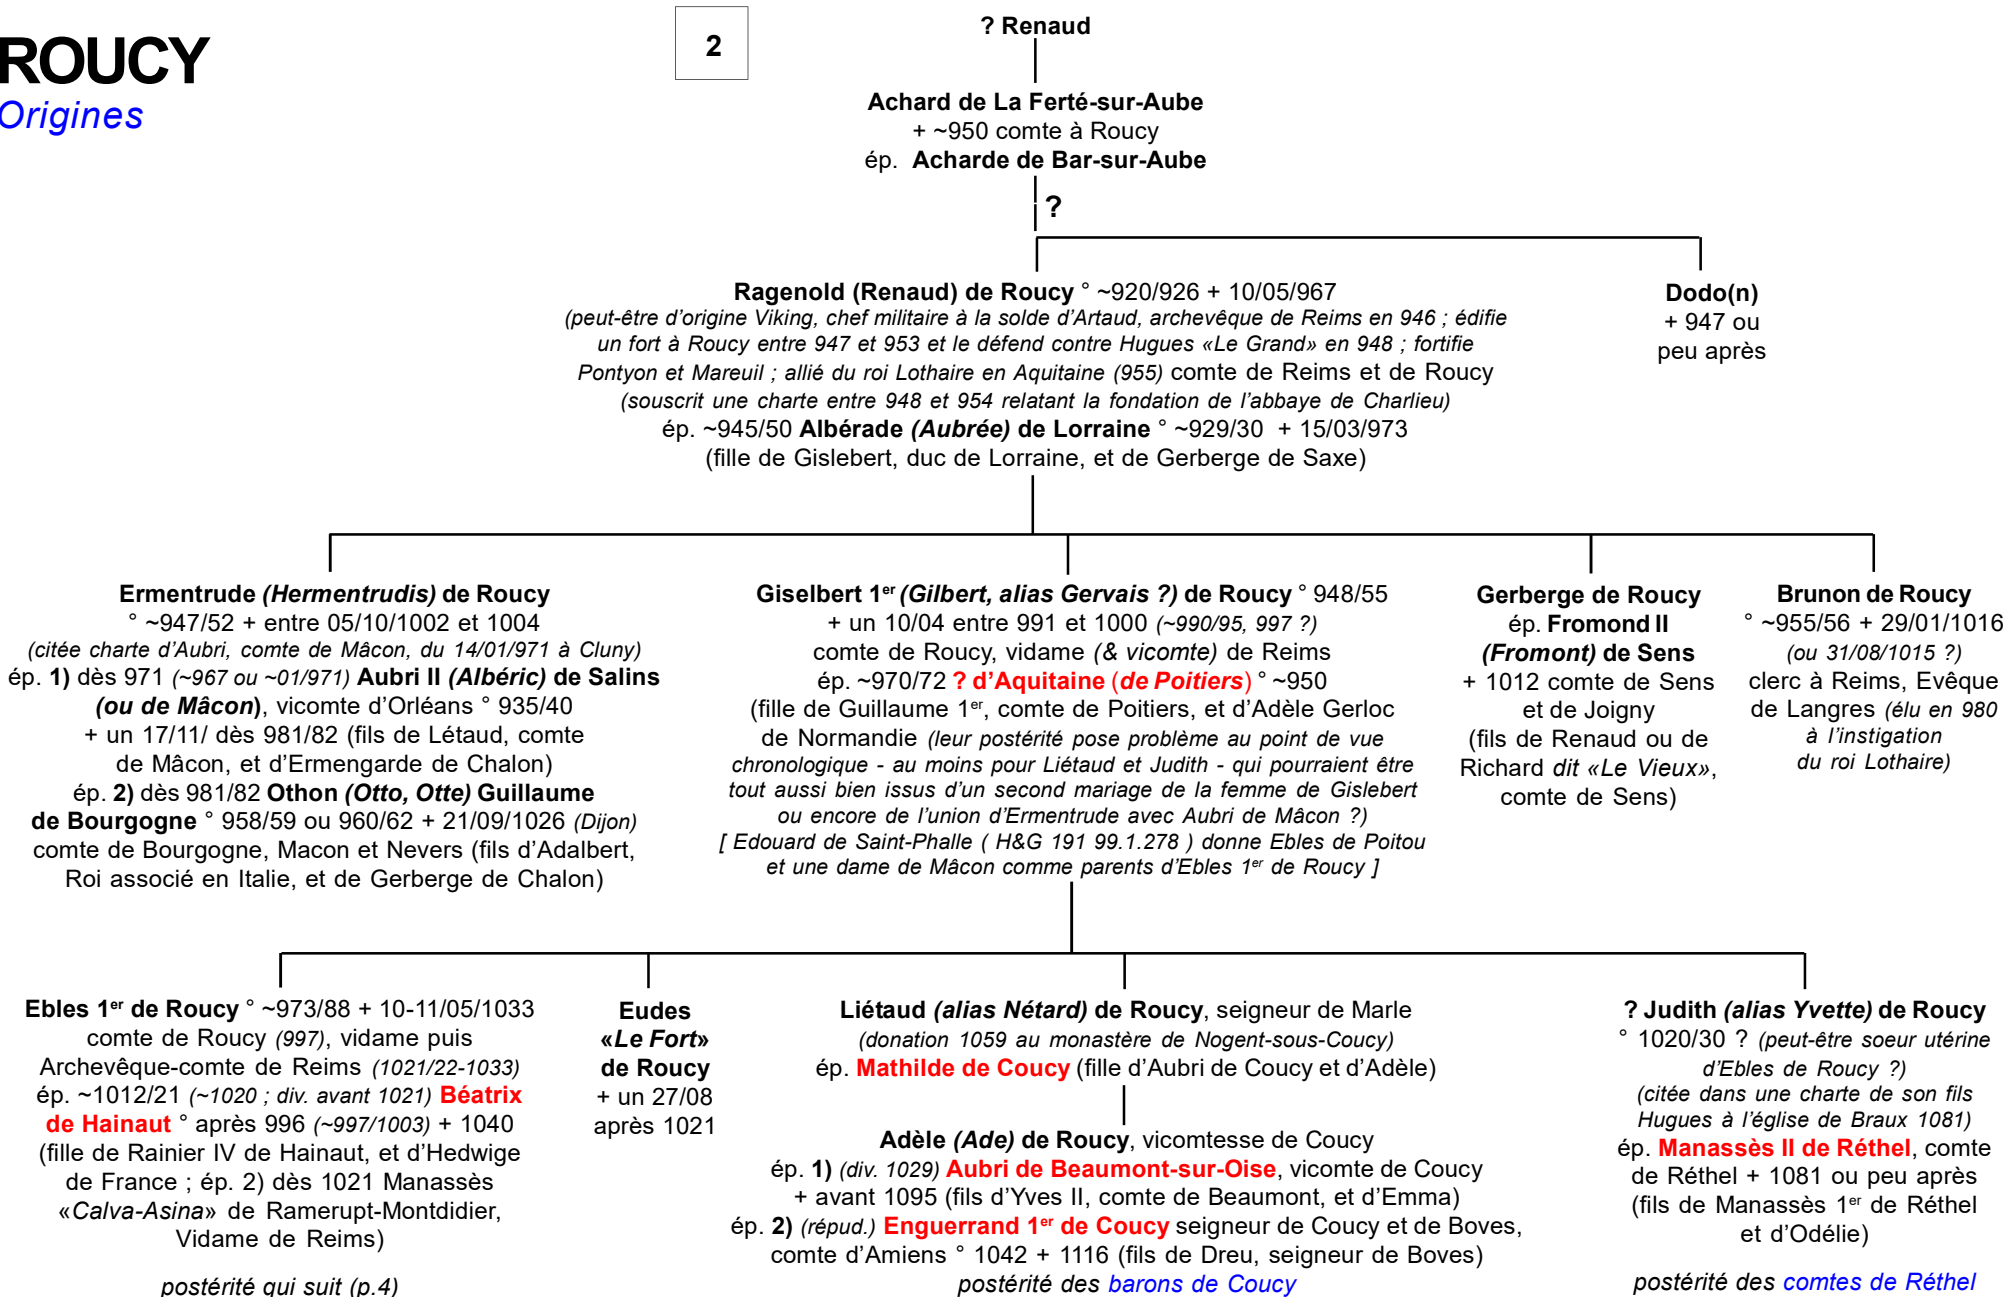 ROUCY
Origines
2
? Renaud
Achard de La Ferté-sur-Aube
+ ~950 comte à Roucy
ép. Acharde de Bar-sur-Aube
?
Ragenold (Renaud) de Roucy ° ~920/926 + 10/05/967
(peut-être d'origine Viking, chef militaire à la solde d'Artaud, archevêque de Reims en 946 ; édifie
un fort à Roucy entre 947 et 953 et le défend contre Hugues «Le Grand» en 948 ; fortifie
Pontyon et Mareuil ; allié du roi Lothaire en Aquitaine (955) comte de Reims et de Roucy
(souscrit une charte entre 948 et 954 relatant la fondation de l'abbaye de Charlieu)
ép. ~945/50 Albérade (Aubrée) de Lorraine ° ~929/30 + 15/03/973
(fille de Gislebert, duc de Lorraine, et de Gerberge de Saxe)
Dodo(n)
+ 947 ou
peu après
Ermentrude (Hermentrudis) de Roucy
° ~947/52 + entre 05/10/1002 et 1004
(citée charte d'Aubri, comte de Mâcon, du 14/01/971 à Cluny)
ép. 1) dès 971 (~967 ou ~01/971) Aubri II (Albéric) de Salins
(ou de Mâcon), vicomte d'Orléans ° 935/40
+ un 17/11/ dès 981/82 (fils de Létaud, comte
de Mâcon, et d'Ermengarde de Chalon)
ép. 2) dès 981/82 Othon (Otto, Otte) Guillaume
de Bourgogne ° 958/59 ou 960/62 + 21/09/1026 (Dijon)
comte de Bourgogne, Macon et Nevers (fils d'Adalbert,
Roi associé en Italie, et de Gerberge de Chalon)
Giselbert 1er (Gilbert, alias Gervais ?) de Roucy ° 948/55
+ un 10/04 entre 991 et 1000 (~990/95, 997 ?)
comte de Roucy, vidame (& vicomte) de Reims
ép. ~970/72 ? d'Aquitaine (de Poitiers) ° ~950
(fille de Guillaume 1er, comte de Poitiers, et d'Adèle Gerloc
de Normandie (leur postérité pose problème au point de vue
chronologique - au moins pour Liétaud et Judith - qui pourraient être
tout aussi bien issus d'un second mariage de la femme de Gislebert
ou encore de l'union d'Ermentrude avec Aubri de Mâcon ?)
[ Edouard de Saint-Phalle ( H&G 191 99.1.278 ) donne Ebles de Poitou
et une dame de Mâcon comme parents d'Ebles 1er de Roucy ]
Gerberge de Roucy
ép. Fromond II
(Fromont) de Sens
+ 1012 comte de Sens
et de Joigny
(fils de Renaud ou de
Richard dit «Le Vieux»,
comte de Sens)
Brunon de Roucy
° ~955/56 + 29/01/1016
(ou 31/08/1015 ?)
clerc à Reims, Evêque
de Langres (élu en 980
à l'instigation
du roi Lothaire)
Ebles 1er de Roucy ° ~973/88 + 10-11/05/1033
comte de Roucy (997), vidame puis
Archevêque-comte de Reims (1021/22-1033)
ép. ~1012/21 (~1020 ; div. avant 1021) Béatrix
de Hainaut ° après 996 (~997/1003) + 1040
(fille de Rainier IV de Hainaut, et d'Hedwige
de France ; ép. 2) dès 1021 Manassès
«Calva-Asina» de Ramerupt-Montdidier,
Vidame de Reims)
postérité qui suit (p.4)
Eudes
«Le Fort»
de Roucy
+ un 27/08
après 1021
Liétaud (alias Nétard) de Roucy, seigneur de Marle
(donation 1059 au monastère de Nogent-sous-Coucy)
ép. Mathilde de Coucy (fille d'Aubri de Coucy et d'Adèle)
Adèle (Ade) de Roucy, vicomtesse de Coucy
ép. 1) (div. 1029) Aubri de Beaumont-sur-Oise, vicomte de Coucy
+ avant 1095 (fils d'Yves II, comte de Beaumont, et d'Emma)
ép. 2) (répud.) Enguerrand 1er de Coucy seigneur de Coucy et de Boves,
comte d'Amiens ° 1042 + 1116 (fils de Dreu, seigneur de Boves)
postérité des barons de Coucy
? Judith (alias Yvette) de Roucy
° 1020/30 ? (peut-être soeur utérine
d'Ebles de Roucy ?)
(citée dans une charte de son fils
Hugues à l'église de Braux 1081)
ép. Manassès II de Réthel, comte
de Réthel + 1081 ou peu après
(fils de Manassès 1er de Réthel
et d'Odélie)
postérité des comtes de Réthel